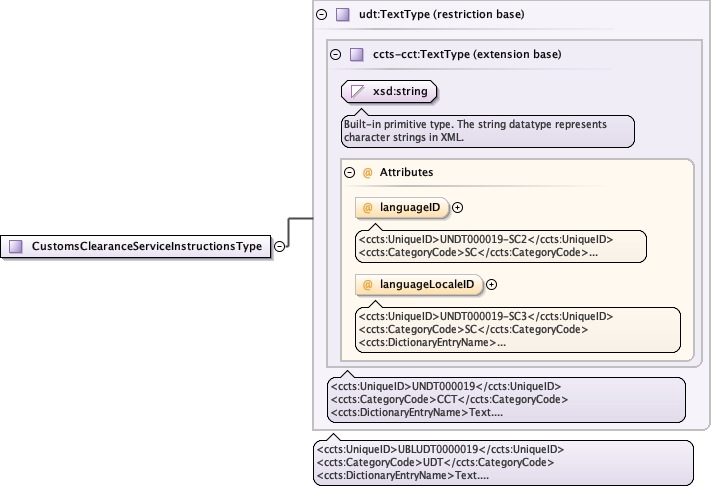 udt:TextType (restriction base)
ccts-cct:TextType (extension base)
xsd:string
Built-in primitive type. The string datatype represents
character strings in XML.
@ Attributes
@ languageID
<ccts:UniqueID>UNDT000019-SC2</ccts:UniqueID>
<ccts:CategoryCode>SC</ccts:CategoryCode>...
CustomsClearanceServiceInstructionsType
@ languageLocaleID
<ccts:UniqueID>UNDT000019-SC3</ccts:UniqueID>
<ccts:CategoryCode>SC</ccts:CategoryCode>
<ccts:DictionaryEntryName>...
<ccts:UniqueID>UNDT000019</ccts:UniqueID>
<ccts:CategoryCode>CCT</ccts:CategoryCode>
<ccts:DictionaryEntryName>Text....
<ccts:UniqueID>UBLUDT0000019</ccts:UniqueID>
<ccts:CategoryCode>UDT</ccts:CategoryCode>
<ccts:DictionaryEntryName>Text....